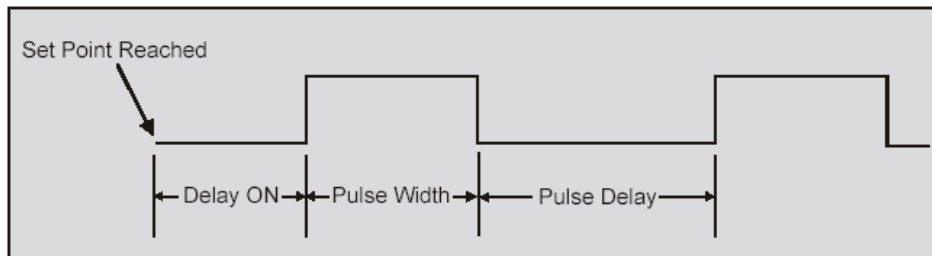 Set Point Reached
Delay ON
Pulse Width
Pulse Delay